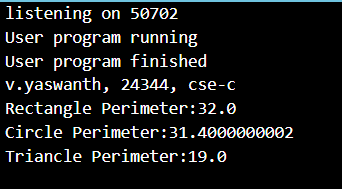 listening on 50702
User program running
User program finished
v.yaswanth, 24344, cse-c
Rectangle Perimeter:32.0
Circle Perimeter:31.4000000002
Triancle Perimeter:19.0